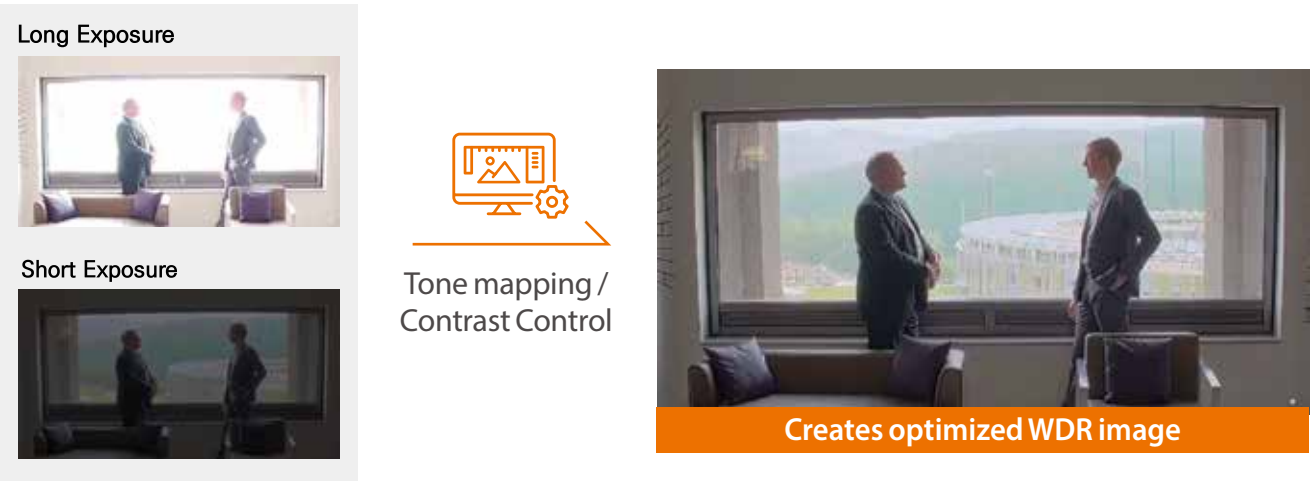 Long Exposure
Short Exposure
Tone mapping /
Contrast Control
Creates optimized WDR image